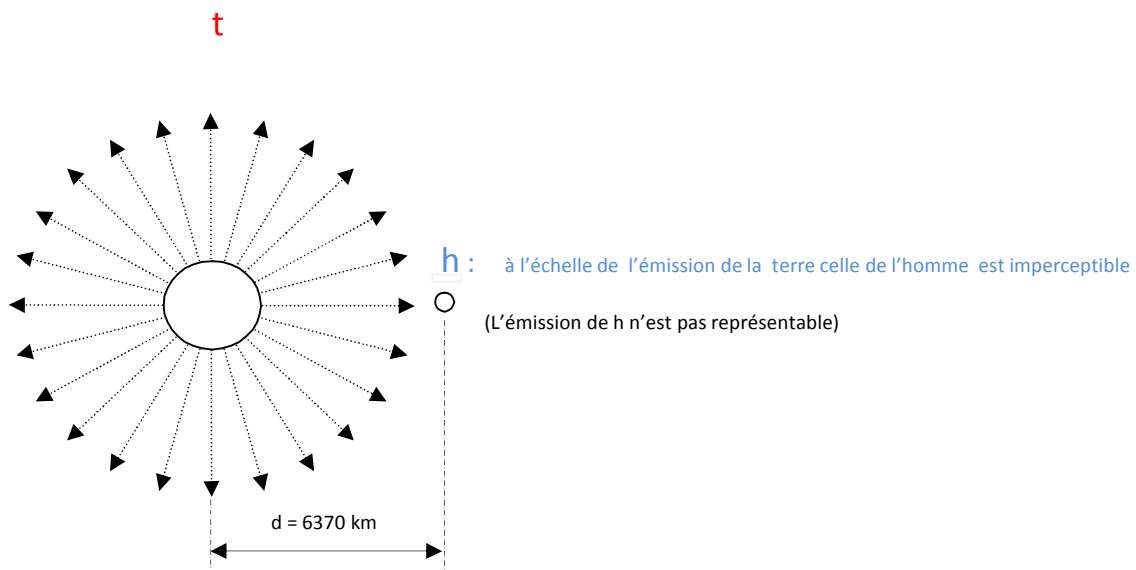 t
h : à l’échelle de l’émission de la terre celle de l’homme est imperceptible
(L’émission de h n’est pas représentable)
d = 6370 km